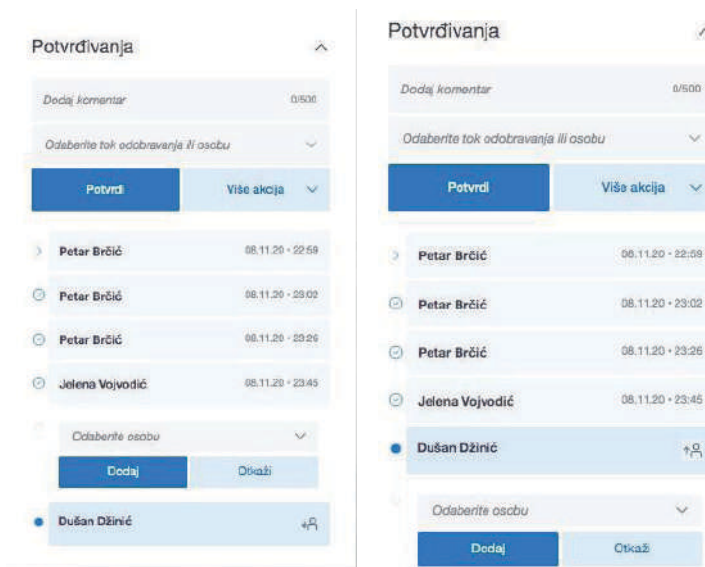 Potvrđivanja
Dodaj komentar 0/500
Odaberite tok odobravanja ili osobu
Potvrdi Više akcija
Petar Brčić 08.11.20 • 22:59
Petar Brčić 08.11.20 • 23:02
Petar Brčić 08.11.20 • 23:26
Jelena Vojvodić 08.11.20 • 23:45
Odaberite osobu
Dodaj Otkaži
Dušan Džinić
Potvrđivanja
Dodaj komentar 0/500
Odaberite tok odobravanja ili osobu
Potvrdi Više akcija
Petar Brčić 08.11.20 • 22:59
Petar Brčić 08.11.20 • 23:02
Petar Brčić 08.11.20 • 23:26
Jelena Vojvodić 08.11.20 • 23:45
Dušan Džinić
Odaberite osobu
Dodaj Otkaži